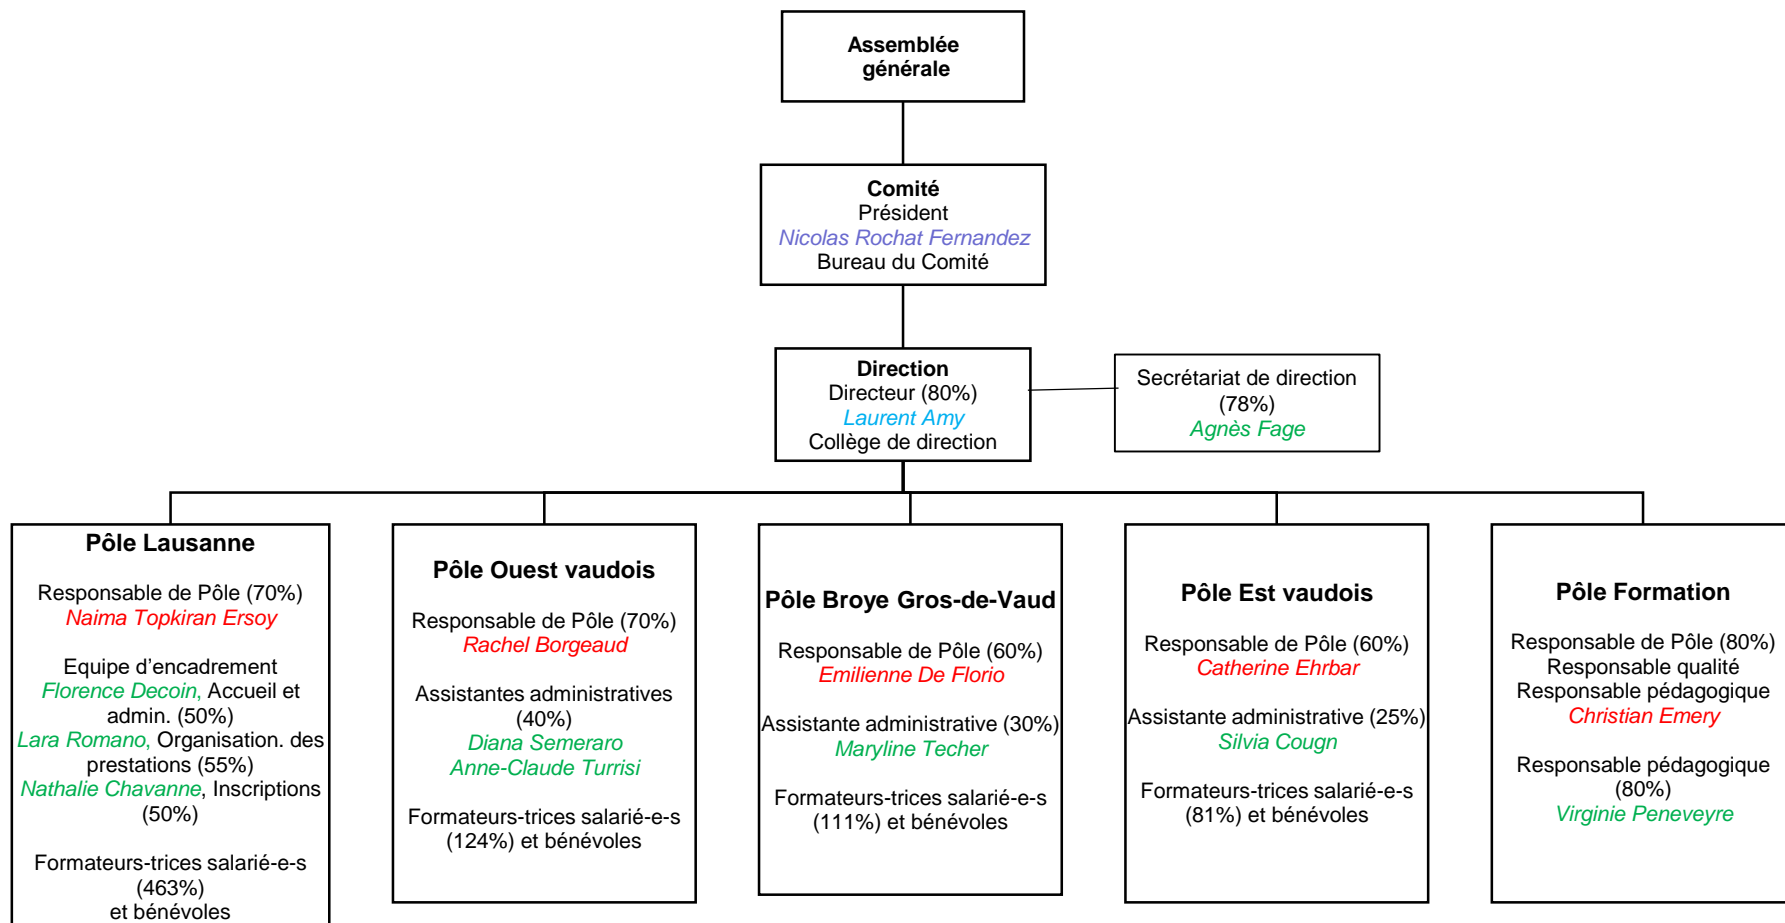 Assemblée
générale
Comité
Président
Nicolas Rochat Fernandez
Bureau du Comité
Direction
Directeur (80%)
Laurent Amy
Collège de direction
Secrétariat de direction
(78%)
Agnès Fage
Pôle Lausanne
Responsable de Pôle (70%)
Naima Topkiran Ersoy
Equipe d’encadrement
Florence Decoin, Accueil et
admin. (50%)
Lara Romano, Organisation. des
prestations (55%)
Nathalie Chavanne, Inscriptions
(50%)
Formateurs-trices salarié-e-s
(463%)
et bénévoles
Pôle Ouest vaudois
Responsable de Pôle (70%)
Rachel Borgeaud
Assistantes administratives
(40%)
Diana Semeraro
Anne-Claude Turrisi
Formateurs-trices salarié-e-s
(124%) et bénévoles
Pôle Broye Gros-de-Vaud
Responsable de Pôle (60%)
Emilienne De Florio
Assistante administrative (30%)
Maryline Techer
Formateurs-trices salarié-e-s
(111%) et bénévoles
Pôle Est vaudois
Responsable de Pôle (60%)
Catherine Ehrbar
Assistante administrative (25%)
Silvia Cougn
Formateurs-trices salarié-e-s
(81%) et bénévoles
Pôle Formation
Responsable de Pôle (80%)
Responsable qualité
Responsable pédagogique
Christian Emery
Responsable pédagogique
(80%)
Virginie Peneveyre